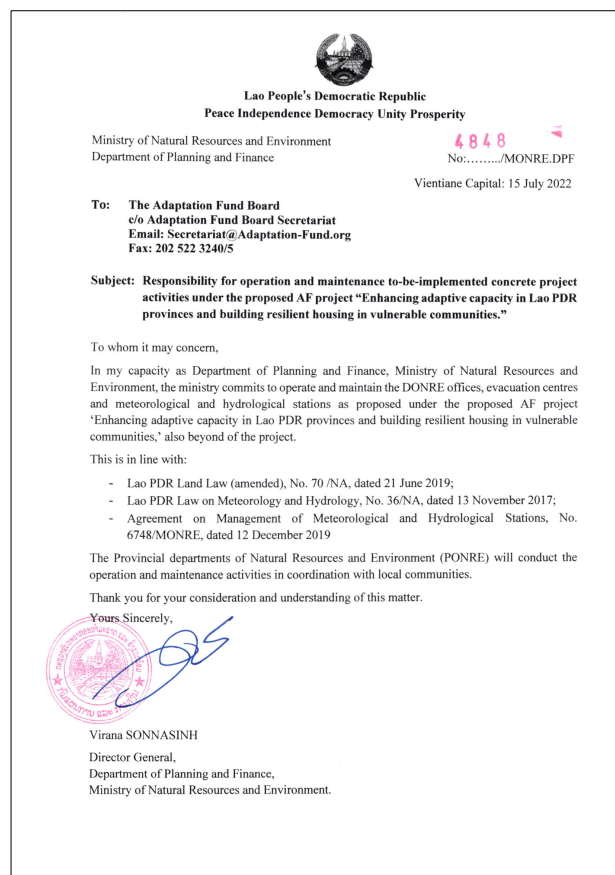 Lao People's Democratic Republic
Peace Independence Democracy Unity Prosperity
Ministry of Natural Resources and Environment
4848
Department of Planning and Finance
No:......../MONRE.DPF
Vientiane Capital: 15 July 2022
To: The Adaptation Fund Board
c/o Adaptation Fund Board Secretariat
Email: Secretariat@Adaptation-Fund.org
Fax: 202 522 3240/5
Subject: Responsibility for operation and maintenance to-be-implemented concrete project
activities under the proposed AF project “Enhancing adaptive capacity in Lao PDR
provinces and building resilient housing in vulnerable communities.”
To whom it may concern,
In my capacity as Department of Planning and Finance, Ministry of Natural Resources and
Environment, the ministry commits to operate and maintain the DONRE offices, evacuation centres
and meteorological and hydrological stations as proposed under the proposed AF project
‘Enhancing adaptive capacity in Lao PDR provinces and building resilient housing in vulnerable
communities,’ also beyond of the project.
This is in line with:
- Lao PDR Land Law (amended), No. 70 /NA, dated 21 June 2019;
- Lao PDR Law on Meteorology and Hydrology, No. 36/NA, dated 13 November 2017;
- Agreement on Management of Meteorological and Hydrological Stations, No.
6748/MONRE, dated 12 December 2019
The Provincial departments of Natural Resources and Environment (PONRE) will conduct the
operation and maintenance activities in coordination with local communities.
Thank you for your consideration and understanding of this matter.
Yours Sincerely,
Virana SONNASINH
Director General,
Department of Planning and Finance,
Ministry of Natural Resources and Environment.